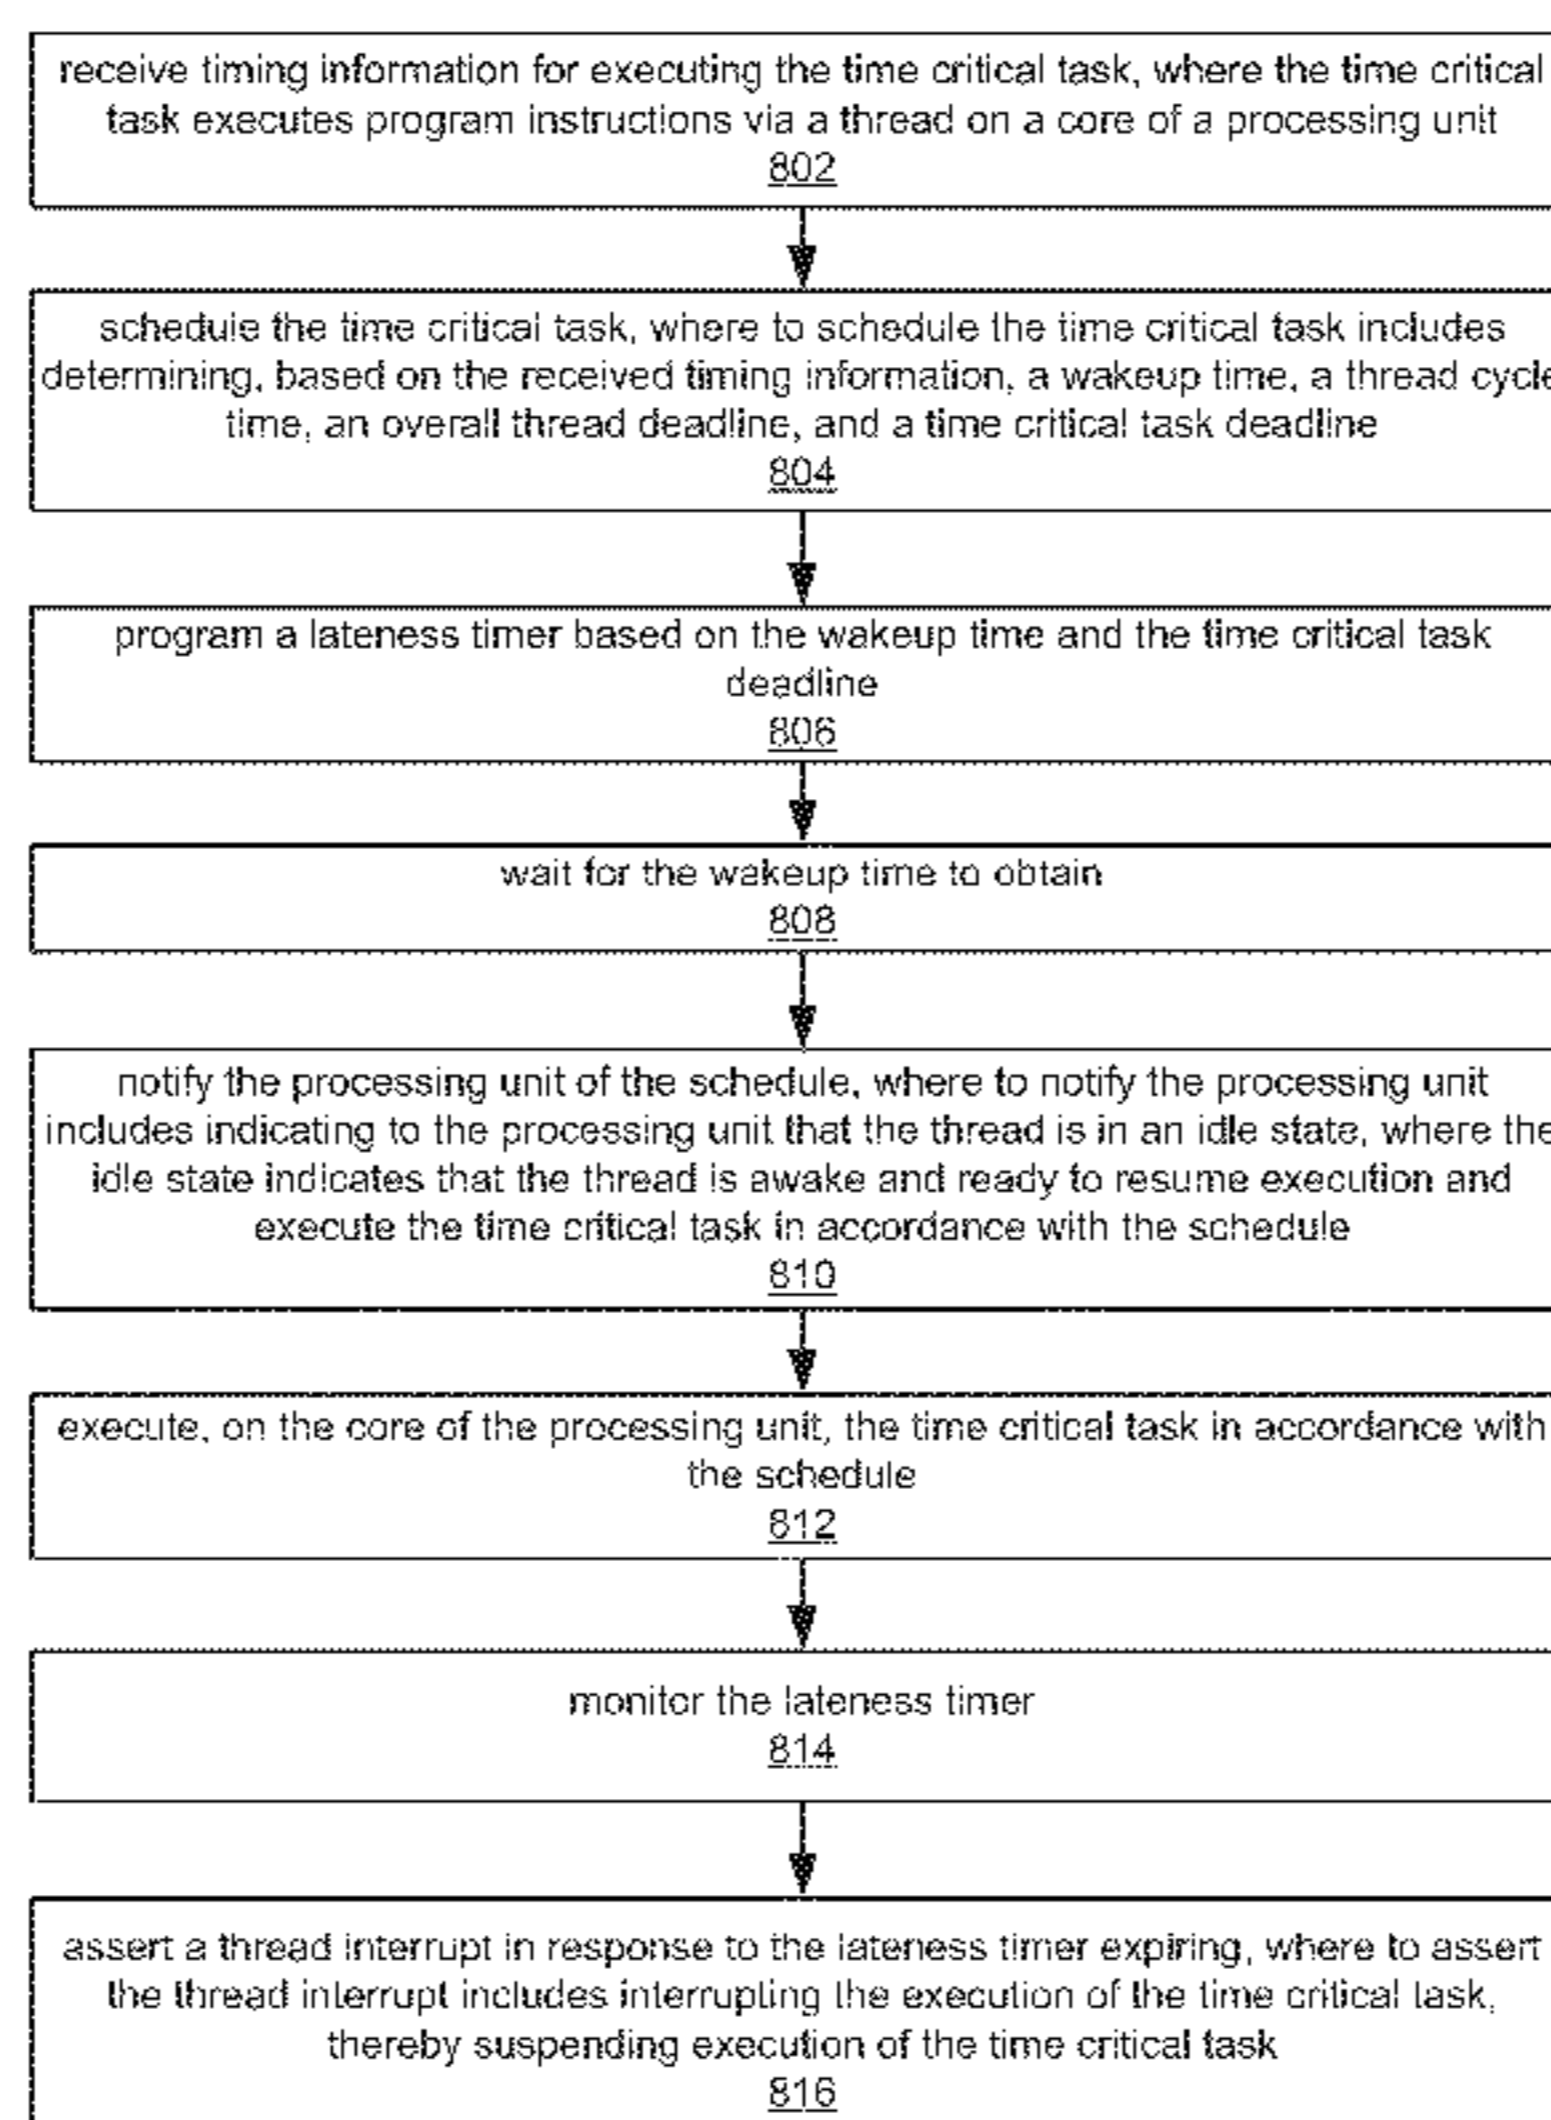 receive timing information for executing the time critical task, where the time critical
task executes program instructions via a thread on a core of a processing unit
802
schedule the time critical task, where to schedule the time critical task includes
determining, based on the received timing information, a wakeup time, a thread cycle
time, an overall thread deadline, and a time critical task deadline
804
program a lateness timer based on the wakeup time and the time critical task
deadline
806
wait for the wakeup time to obtain
808
notify the processing unit of the schedule, where to notify the processing unit
includes indicating to the processing unit that the thread is in an idle state, where the
idle state indicates that the thread is awake and ready to resume execution and
execute the time critical task in accordance with the schedule
810
execute, on the core of the processing unit, the time critical task in accordance with
the schedule
812
monitor the lateness timer
814
assert a thread interrupt in response to the lateness timer expiring, where to assert
the thread interrupt includes interrupting the execution of the time critical task,
thereby suspending execution of the time critical task
816